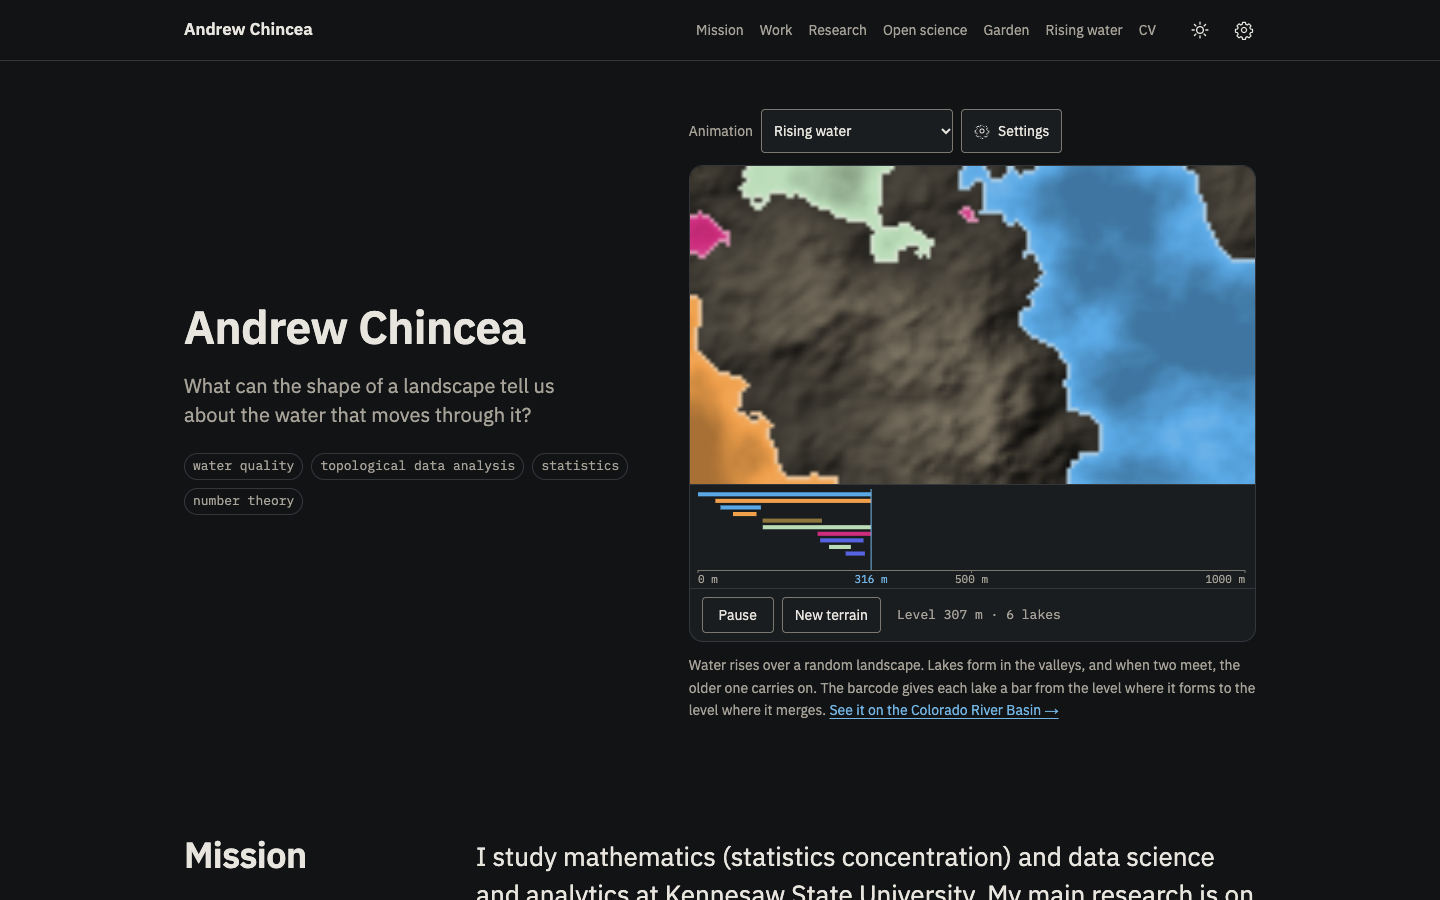 Andrew Chincea
Mission Work Research Open science Garden Rising water CV
Animation Rising water Settings
Andrew Chincea
What can the shape of a landscape tell us
about the water that moves through it?
water quality topological data analysis statistics
number theory
0 m 316 m 500 m 1000 m
Pause New terrain Level 307 m · 6 lakes
Water rises over a random landscape. Lakes form in the valleys, and when two meet, the
older one carries on. The barcode gives each lake a bar from the level where it forms to the
level where it merges. See it on the Colorado River Basin →
Mission
I study mathematics (statistics concentration) and data science
and analytics at Kennesaw State University. My main research is on